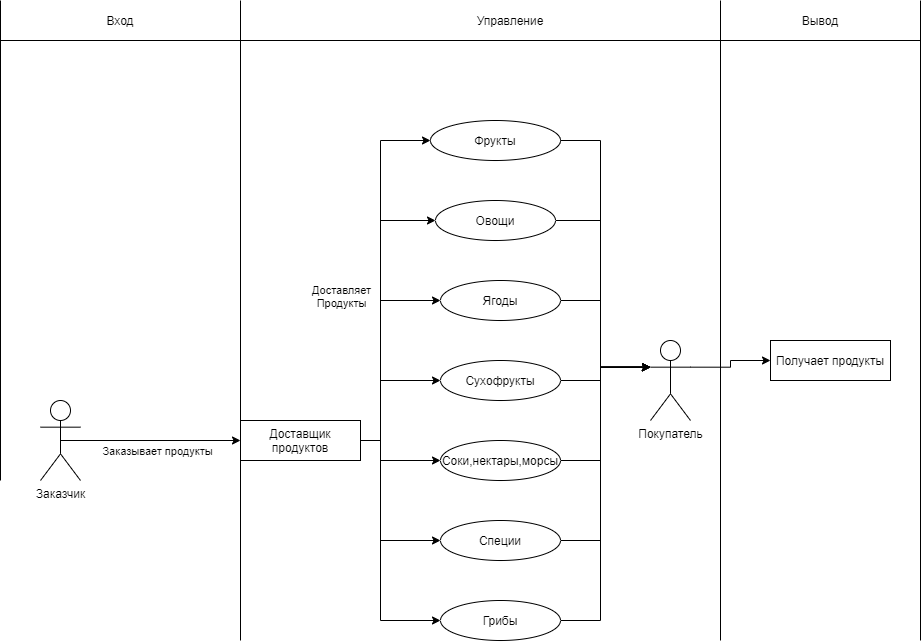 Вход
Управление
Вывод
Фрукты
Овощи
Доставляет
Продукты
Ягоды
Сухофрукты
Получает продукты
Покупатель
Доставщик
продуктов
Заказывает продукты
Соки,нектары,морсы
Заказчик
Специи
Грибы